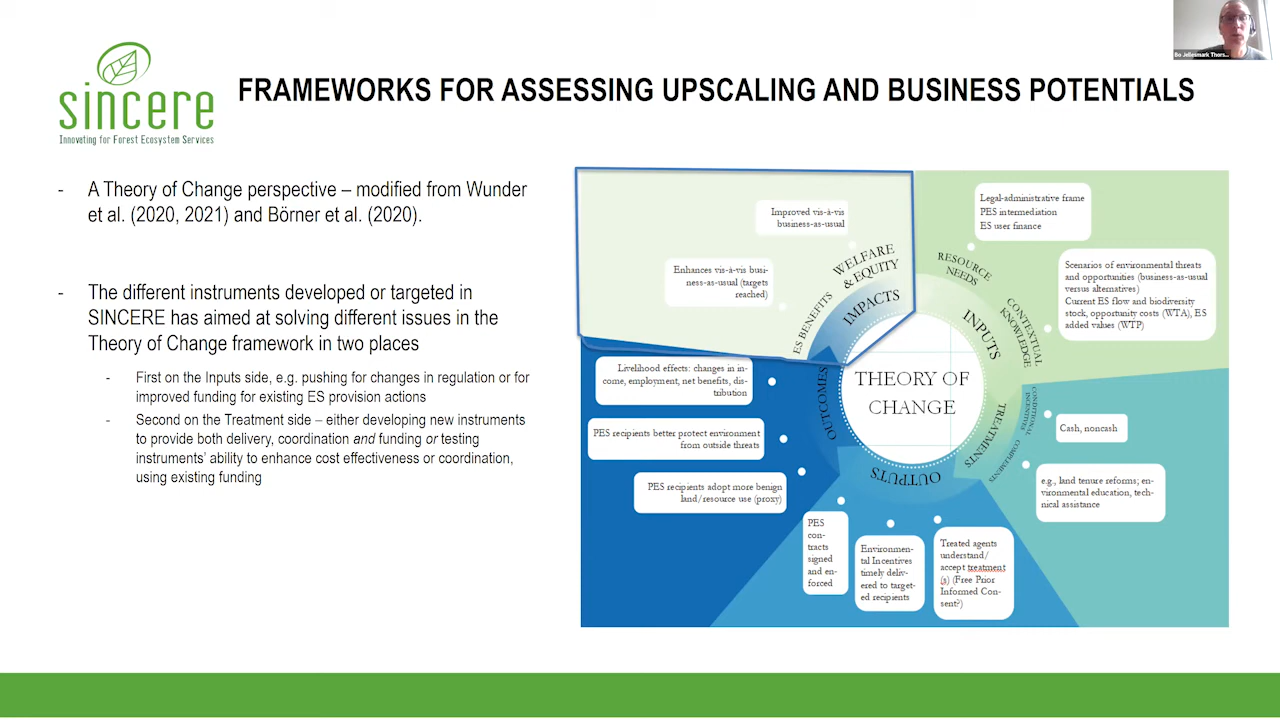 Bo Jellesmark Thors...
sincere
Innovating for Forest Ecosystem Services
FRAMEWORKS FOR ASSESSING UPSCALING AND BUSINESS POTENTIALS
- A Theory of Change perspective – modified from Wunder
et al. (2020, 2021) and Börner et al. (2020).
- The different instruments developed or targeted in
SINCERE has aimed at solving different issues in the
Theory of Change framework in two places
- First on the Inputs side, e.g. pushing for changes in regulation or for
improved funding for existing ES provision actions
- Second on the Treatment side – either developing new instruments
to provide both delivery, coordination and funding or testing
instruments' ability to enhance cost effectiveness or coordination,
using existing funding
Improved vis-à-vis
business-as-usual
Enhances vis-à-vis busi-
ness-as-usual (targets
reached)
WELFARE
& EQUITY
ES BENEFITS
IMPACTS
Legal-administrative frame
PES intermediation
ES user finance
RESOURCE
NEEDS
Scenarios of environmental threats
and opportunities (business-as-usual
versus alternatives)
Current ES flow and biodiversity
stock, opportunity costs (WTA), ES
added values (WTP)
CONTEXTUAL
KNOWLEDGE
INPUTS
THEORY OF
CHANGE
Livelihood effects: changes in in-
come, employment, net benefits, dis-
tribution
PES recipients better protect environment
from outside threats
PES recipients adopt more benign
land/resource use (proxy)
OUTCOMES
CONDITIONAL
INCENTIVES
COMPLEMENTS
TREATMENTS
Cash, noncash
e.g., land tenure reforms; en-
vironmental education, tech-
nical assistance
OUTPUTS
PES
con-
tracts
signed
and en-
forced
Environmen-
tal Incentives
timely deliv-
ered to target-
ed recipients
Treated agents
understand/
accept treatment
(s) (Free Prior
Informed Con-
sent?)